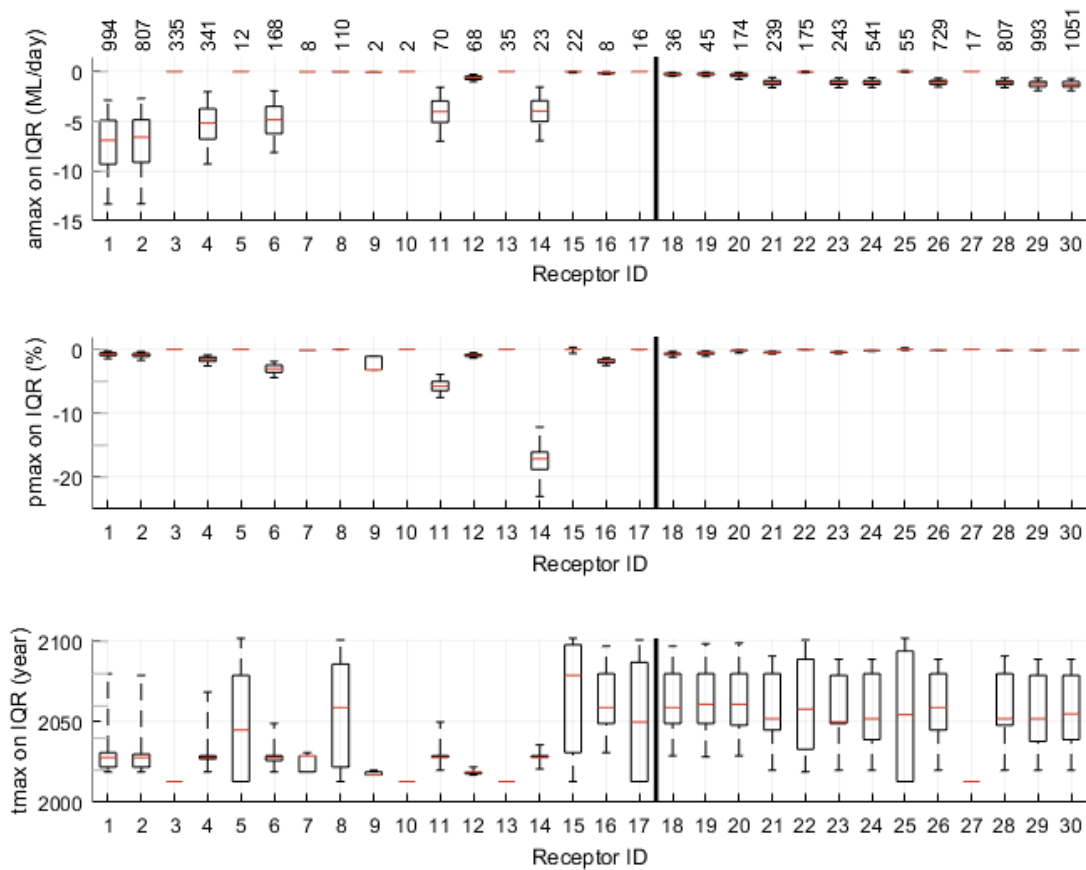 994 807 335 341 12 168 8 110 2 2 70 68 35 23 22 8 16 36 45 174 239 175 243 541 55 729 17 807 993 1051
amax on IQR (ML/day)
0
-5
-10
-15
1 2 3 4 5 6 7 8 9 10 11 12 13 14 15 16 17 18 19 20 21 22 23 24 25 26 27 28 29 30
Receptor ID
pmax on IQR (%)
0
-10
-20
1 2 3 4 5 6 7 8 9 10 11 12 13 14 15 16 17 18 19 20 21 22 23 24 25 26 27 28 29 30
Receptor ID
tmax on IQR (year)
2100
2050
2000
1 2 3 4 5 6 7 8 9 10 11 12 13 14 15 16 17 18 19 20 21 22 23 24 25 26 27 28 29 30
Receptor ID